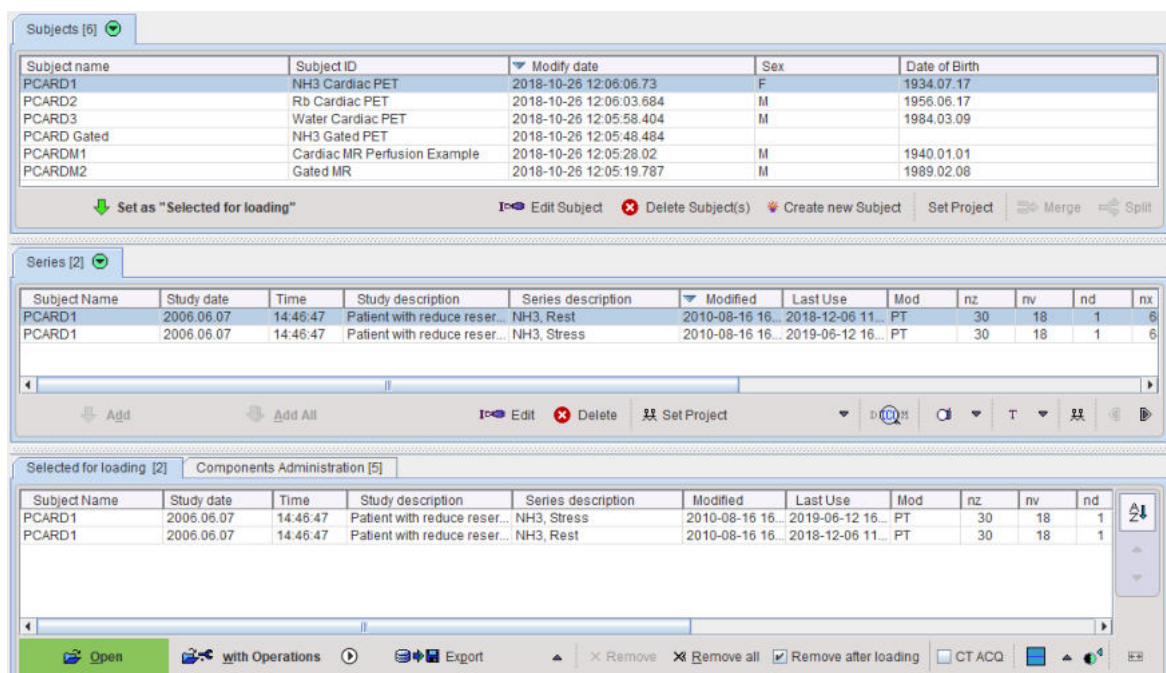 Subjects [6]
Subject name Subject ID Modify date Sex Date of Birth
PCARD1 NH3 Cardiac PET 2018-10-26 12:06:06.73 F 1934.07.17
PCARD2 Rb Cardiac PET 2018-10-26 12:06:03.684 M 1956.06.17
PCARD3 Water Cardiac PET 2018-10-26 12:05:58.404 M 1984.03.09
PCARD Gated NH3 Gated PET 2018-10-26 12:05:48.484
PCARDM1 Cardiac MR Perfusion Example 2018-10-26 12:05:28.02 M 1940.01.01
PCARDM2 Gated MR 2018-10-26 12:05:19.787 M 1989.02.08
Set as "Selected for loading" Edit Subject Delete Subject(s) Create new Subject Set Project Merge Split
Series [2]
Subject Name Study date Time Study description Series description Modified Last Use Mod nz nv nd nx
PCARD1 2006.06.07 14:46:47 Patient with reduce reser... NH3, Rest 2010-08-16 16... 2018-12-06 11... PT 30 18 1 6
PCARD1 2006.06.07 14:46:47 Patient with reduce reser... NH3, Stress 2010-08-16 16... 2019-06-12 16... PT 30 18 1 6
Add Add All Edit Delete Set Project T
Selected for loading [2] Components Administration [5]
Subject Name Study date Time Study description Series description Modified Last Use Mod nz nv nd
PCARD1 2006.06.07 14:46:47 Patient with reduce reser... NH3, Stress 2010-08-16 16... 2019-06-12 16... PT 30 18 1
PCARD1 2006.06.07 14:46:47 Patient with reduce reser... NH3, Rest 2010-08-16 16... 2018-12-06 11... PT 30 18 1
Open with Operations Export Remove Remove all Remove after loading CT ACQ